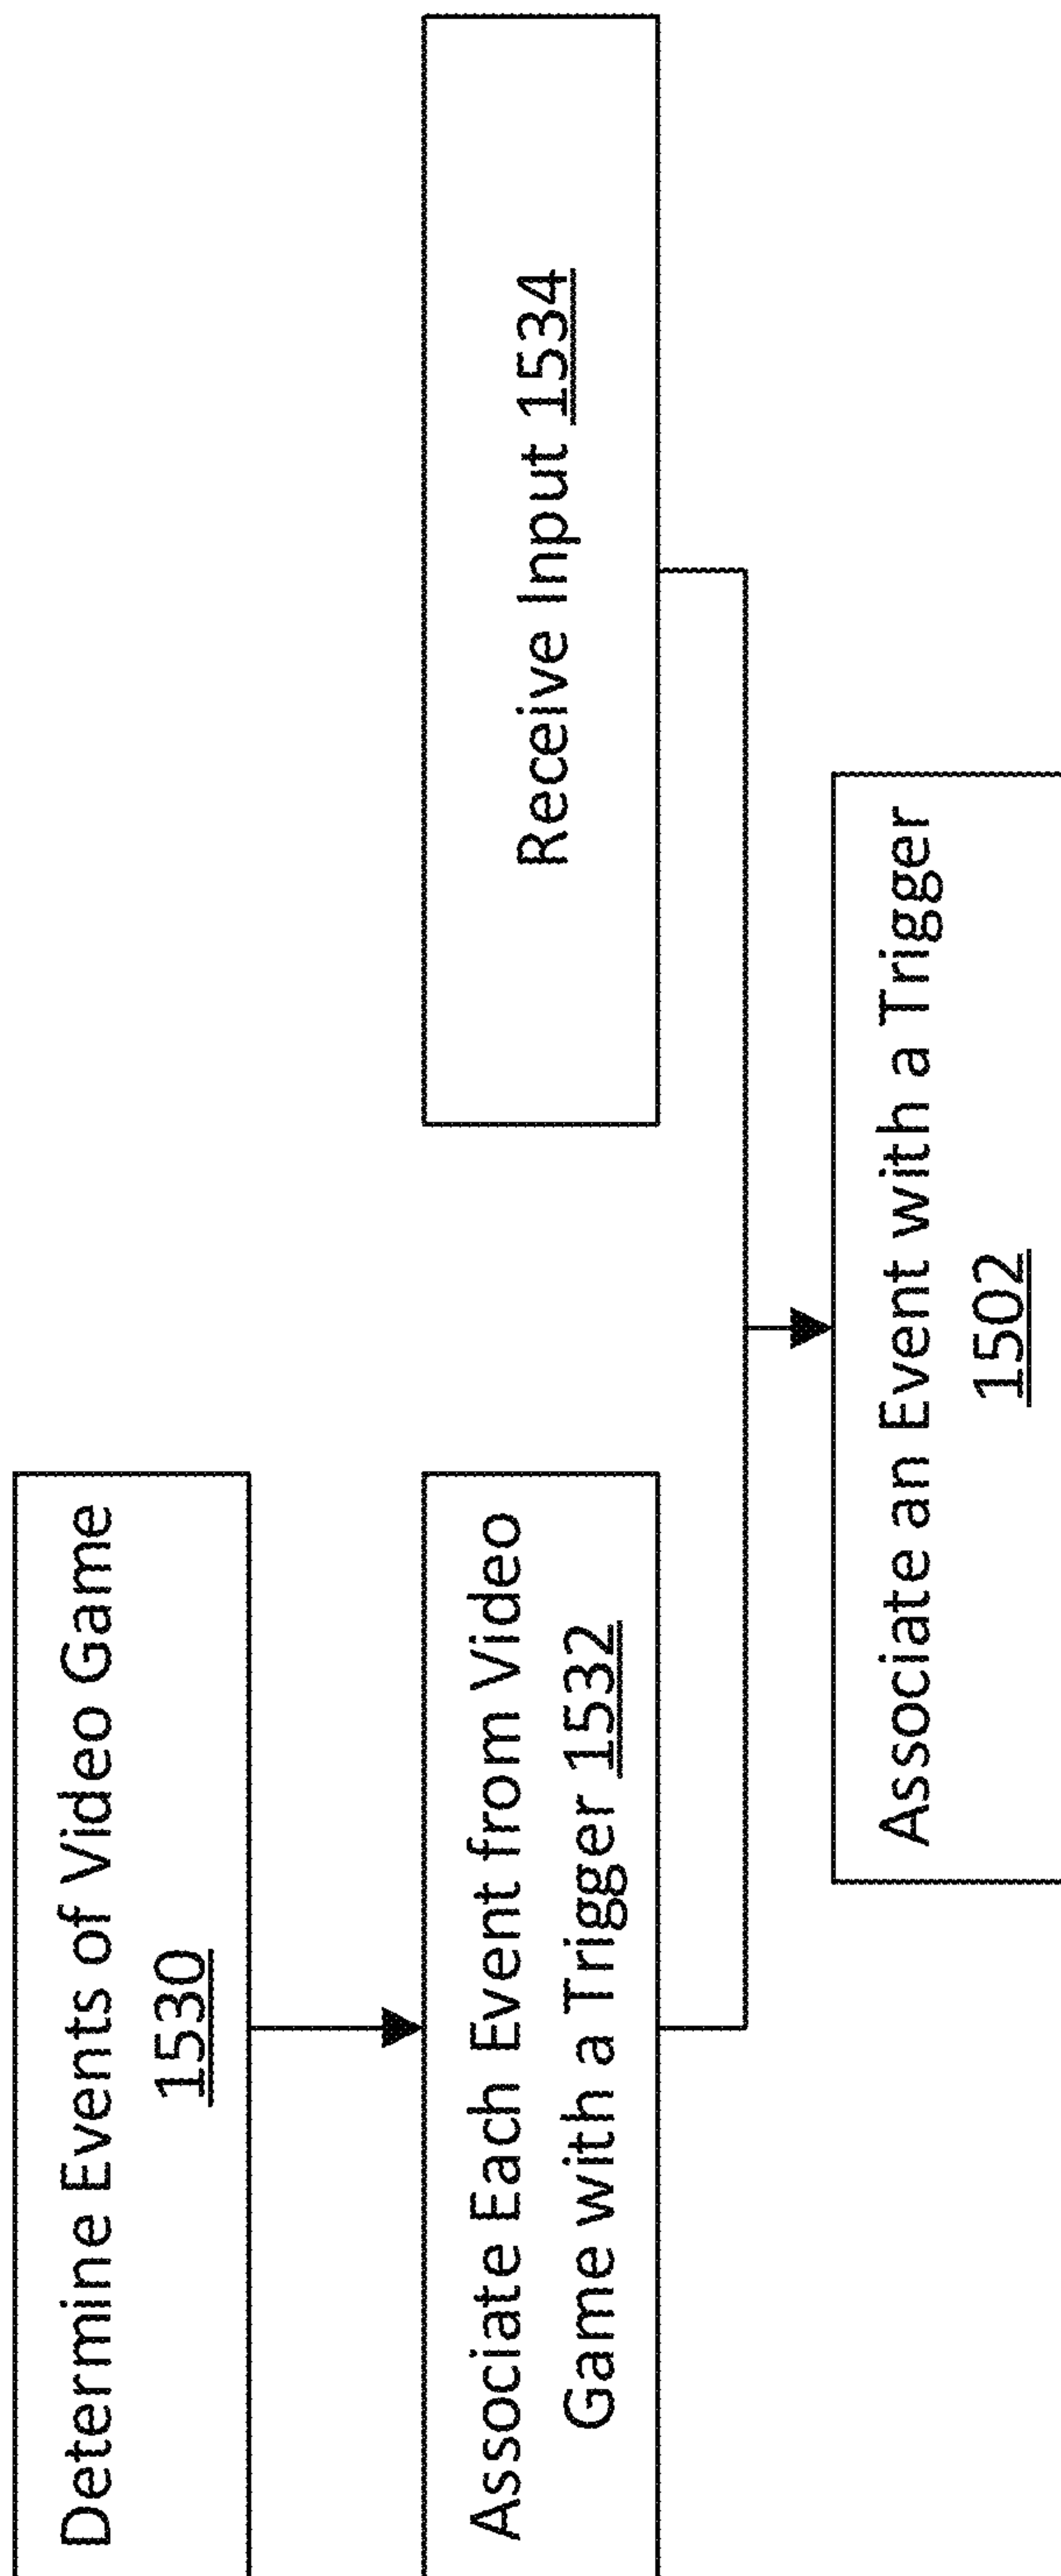 Determine Events of Video Game
1530
Associate Each Event from Video
Game with a Trigger 1532
Receive Input 1534
Associate an Event with a Trigger
1502